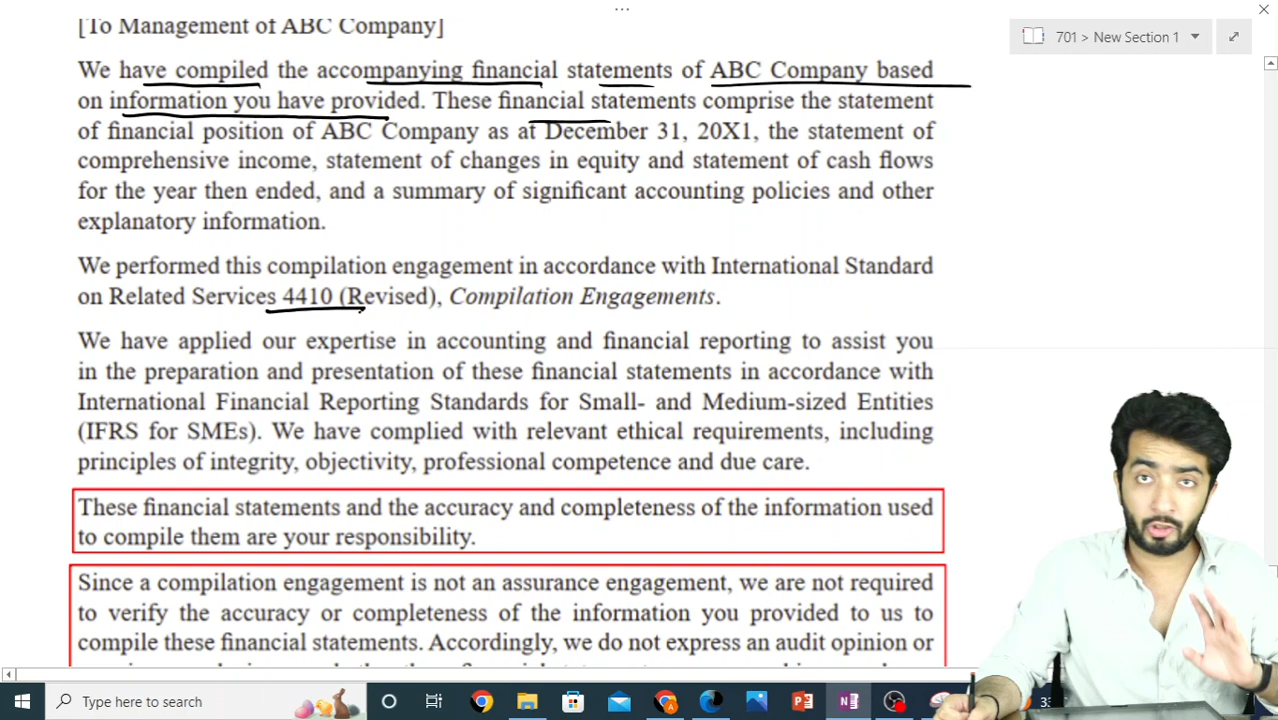 [To Management of ABC Company]
701 > New Section 1
We have compiled the accompanying financial statements of ABC Company based
on information you have provided. These financial statements comprise the statement
of financial position of ABC Company as at December 31, 20X1, the statement of
comprehensive income, statement of changes in equity and statement of cash flows
for the year then ended, and a summary of significant accounting policies and other
explanatory information.
We performed this compilation engagement in accordance with International Standard
on Related Services 4410 (Revised), Compilation Engagements.
We have applied our expertise in accounting and financial reporting to assist you
in the preparation and presentation of these financial statements in accordance with
International Financial Reporting Standards for Small- and Medium-sized Entities
(IFRS for SMEs). We have complied with relevant ethical requirements, including
principles of integrity, objectivity, professional competence and due care.
These financial statements and the accuracy and completeness of the information used
to compile them are your responsibility.
Since a compilation engagement is not an assurance engagement, we are not required
to verify the accuracy or completeness of the information you provided to us to
compile these financial statements. Accordingly, we do not express an audit opinion or
Type here to search